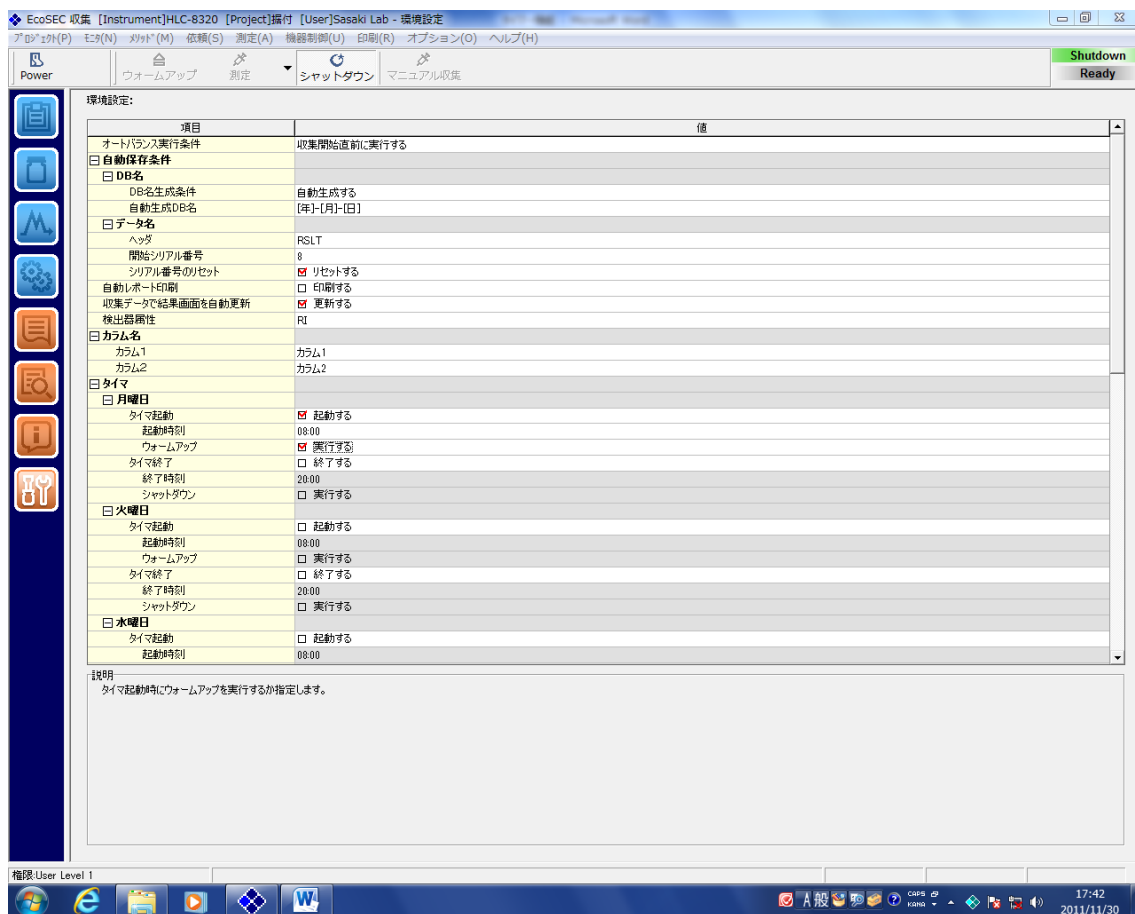 EcoSEC 収集 [Instrument]HLC-8320 [Project]据付 [User]Sasaki Lab - 環境設定
ﾌﾟﾛｼﾞｪｸﾄ(P) ﾓﾆﾀ(N) ﾒｿｯﾄﾞ(M) 依頼(S) 測定(A) 機器制御(U) 印刷(R) オプション(O) ヘルプ(H)
Power ウォームアップ 測定 シャットダウン マニュアル収集
Shutdown
Ready
環境設定:
項目 値
オートバランス実行条件 収集開始直前に実行する
自動保存条件
DB名
DB名生成条件 自動生成する
自動生成DB名 [年]-[月]-[日]
データ名
ヘッダ RSLT
開始シリアル番号 8
シリアル番号のリセット リセットする
自動レポート印刷 印刷する
収集データで結果画面を自動更新 更新する
検出器属性 RI
カラム名
カラム1 カラム1
カラム2 カラム2
タイマ
月曜日
タイマ起動 起動する
起動時刻 08:00
ウォームアップ 実行する
タイマ終了 終了する
終了時刻 20:00
シャットダウン 実行する
火曜日
タイマ起動 起動する
起動時刻 08:00
ウォームアップ 実行する
タイマ終了 終了する
終了時刻 20:00
シャットダウン 実行する
水曜日
タイマ起動 起動する
起動時刻 08:00
説明
タイマ起動時にウォームアップを実行するか指定します。
権限:User Level 1
A 般 CAPS KANA 17:42
2011/11/30